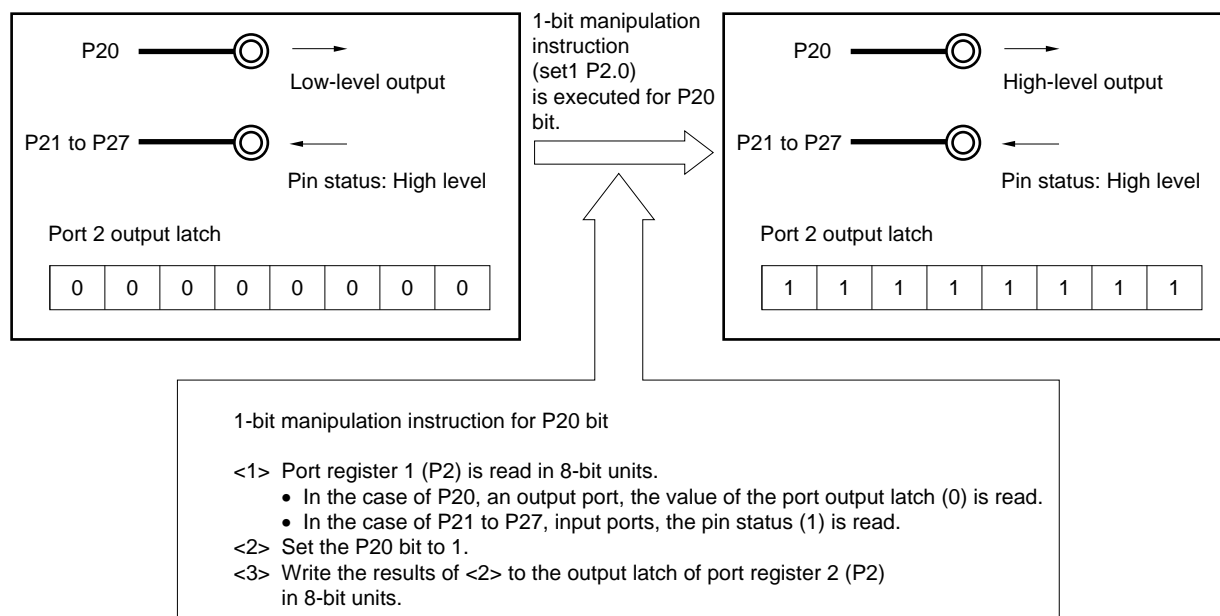 P20
Low-level output
P21 to P27
Pin status: High level
Port 2 output latch
0 0 0 0 0 0 0 0
1-bit manipulation
instruction
(set1 P2.0)
is executed for P20
bit.
P20
High-level output
P21 to P27
Pin status: High level
Port 2 output latch
1 1 1 1 1 1 1 1
1-bit manipulation instruction for P20 bit
<1> Port register 1 (P2) is read in 8-bit units.
• In the case of P20, an output port, the value of the port output latch (0) is read.
• In the case of P21 to P27, input ports, the pin status (1) is read.
<2> Set the P20 bit to 1.
<3> Write the results of <2> to the output latch of port register 2 (P2)
in 8-bit units.